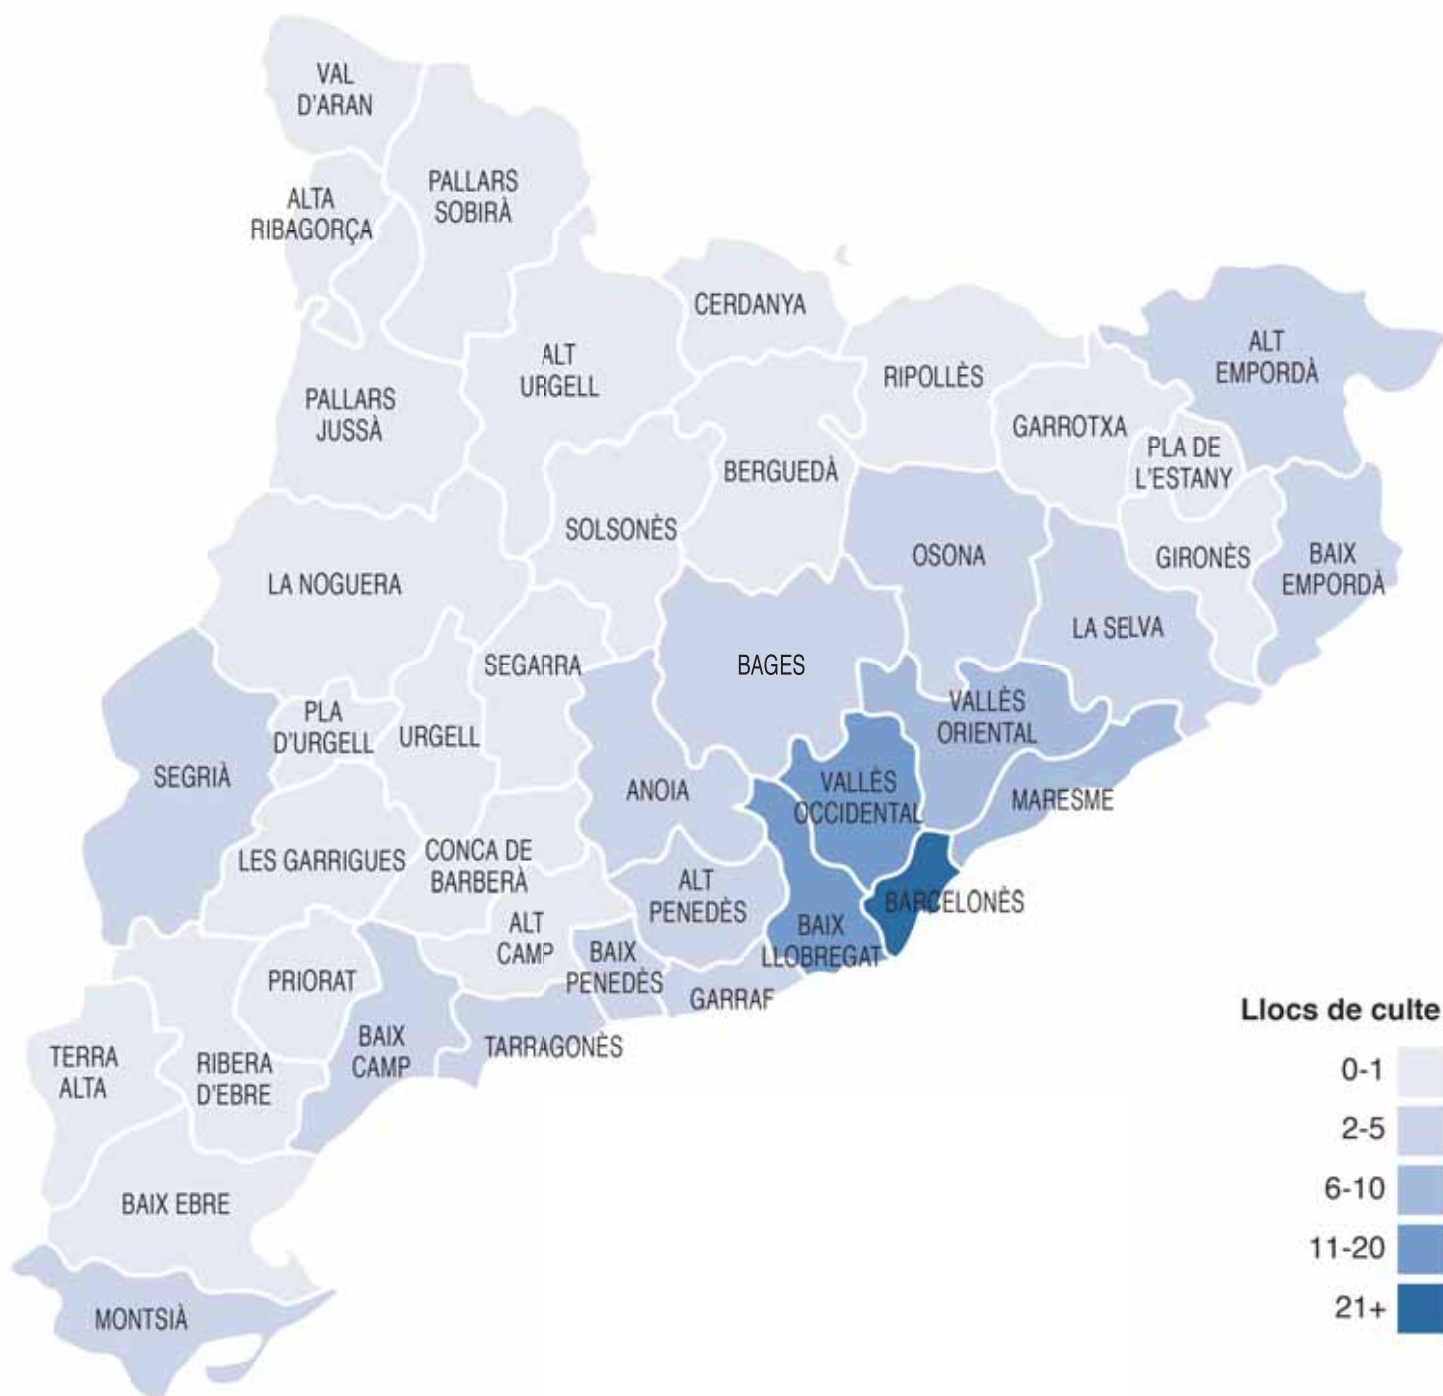 VAL
D'ARAN
ALTA
RIBAGORÇA
PALLARS
SOBIRÀ
CERDANYA
ALT
URGELL
PALLARS
JUSSÀ
RIPOLLÈS
ALT
EMPORDÀ
GARROTXA
PLA DE
L'ESTANY
BERGUEDÀ
SOLSONÈS
LA NOGUERA
OSONA
GIRONÈS
BAIX
EMPORDÀ
LA SELVA
SEGARRA
BAGES
VALLÈS
ORIENTAL
PLA
D'URGELL
URGELL
SEGRIÀ
ANOIA
VALLÈS
OCCIDENTAL
MARESME
LES GARRIGUES
CONCA DE
BARBERÀ
ALT
PENEDÈS
BARCELONÈS
ALT
CAMP
BAIX
PENEDÈS
BAIX
LLOBREGAT
PRIORAT
GARRAF
BAIX
CAMP
TARRAGONÈS
TERRA
ALTA
RIBERA
D'EBRE
BAIX EBRE
MONTSIÀ
Llocs de culte
0-1
2-5
6-10
11-20
21+